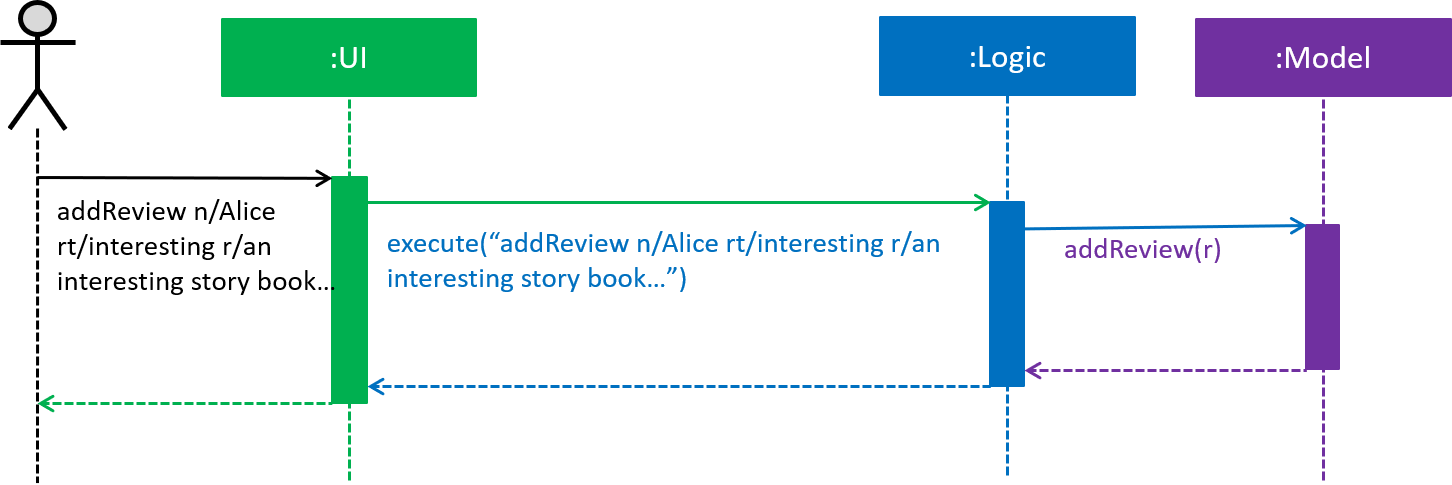 :UI
:Logic
:Model
addReview n/Alice
rt/interesting r/an
interesting story book…
execute(“addReview n/Alice rt/interesting r/an
interesting story book…”)
addReview(r)